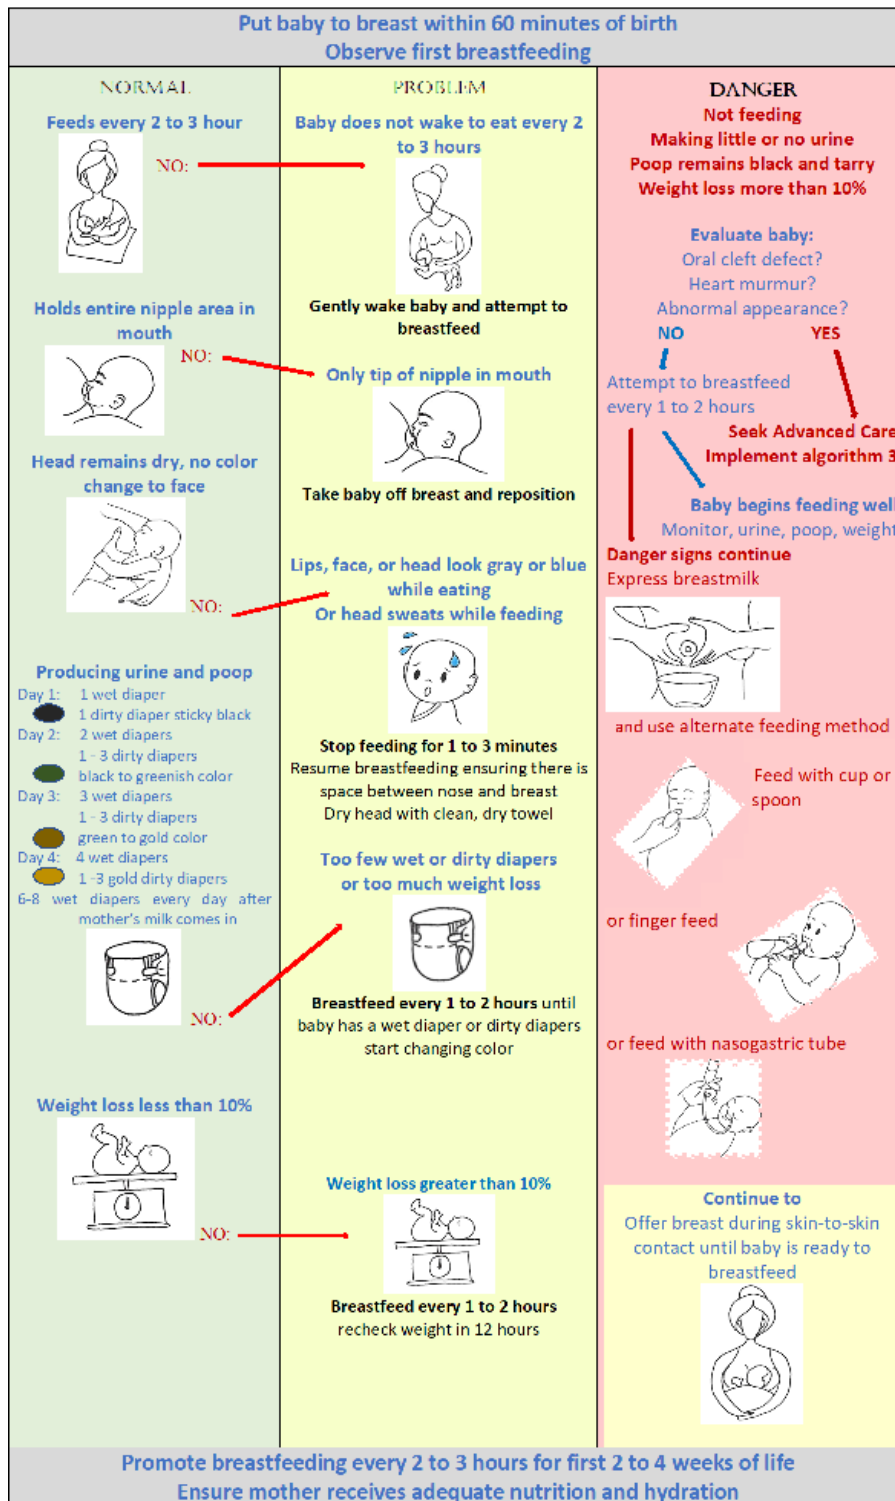 Put baby to breast within 60 minutes of birth
Observe first breastfeeding
NORMAL
Feeds every 2 to 3 hour
NO:
Holds entire nipple area in
mouth
NO:
Head remains dry, no color
change to face
NO:
Producing urine and poop
Day 1: 1 wet diaper
1 dirty diaper sticky black
Day 2: 2 wet diapers
1 - 3 dirty diapers
black to greenish color
Day 3: 3 wet diapers
1 - 3 dirty diapers
green to gold color
Day 4: 4 wet diapers
1 -3 gold dirty diapers
6-8 wet diapers every day after
mother's milk comes in
NO:
Weight loss less than 10%
NO:
PROBLEM
Baby does not wake to eat every 2
to 3 hours
Gently wake baby and attempt to
breastfeed
Only tip of nipple in mouth
Take baby off breast and reposition
Lips, face, or head look gray or blue
while eating
Or head sweats while feeding
Stop feeding for 1 to 3 minutes
Resume breastfeeding ensuring there is
space between nose and breast
Dry head with clean, dry towel
Too few wet or dirty diapers
or too much weight loss
Breastfeed every 1 to 2 hours until
baby has a wet diaper or dirty diapers
start changing color
Weight loss greater than 10%
Breastfeed every 1 to 2 hours
recheck weight in 12 hours
DANGER
Not feeding
Making little or no urine
Poop remains black and tarry
Weight loss more than 10%
Evaluate baby:
Oral cleft defect?
Heart murmur?
Abnormal appearance?
NO YES
Attempt to breastfeed
every 1 to 2 hours
Seek Advanced Care
Implement algorithm 3
Baby begins feeding well
Monitor, urine, poop, weight
Danger signs continue
Express breastmilk
and use alternate feeding method
Feed with cup or
spoon
or finger feed
or feed with nasogastric tube
Continue to
Offer breast during skin-to-skin
contact until baby is ready to
breastfeed
Promote breastfeeding every 2 to 3 hours for first 2 to 4 weeks of life
Ensure mother receives adequate nutrition and hydration